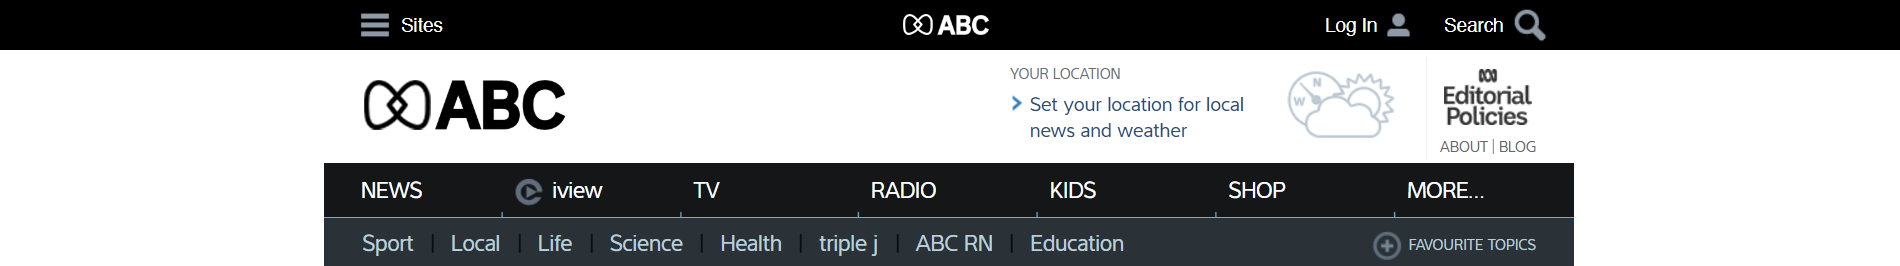 Sites
ABC
Log In
Search
ABC
YOUR LOCATION
Set your location for local
news and weather
N
W
Editorial
Policies
ABOUT | BLOG
NEWS
iview
TV
RADIO
KIDS
SHOP
MORE...
Sport | Local | Life | Science | Health | triple j | ABC RN | Education
FAVOURITE TOPICS